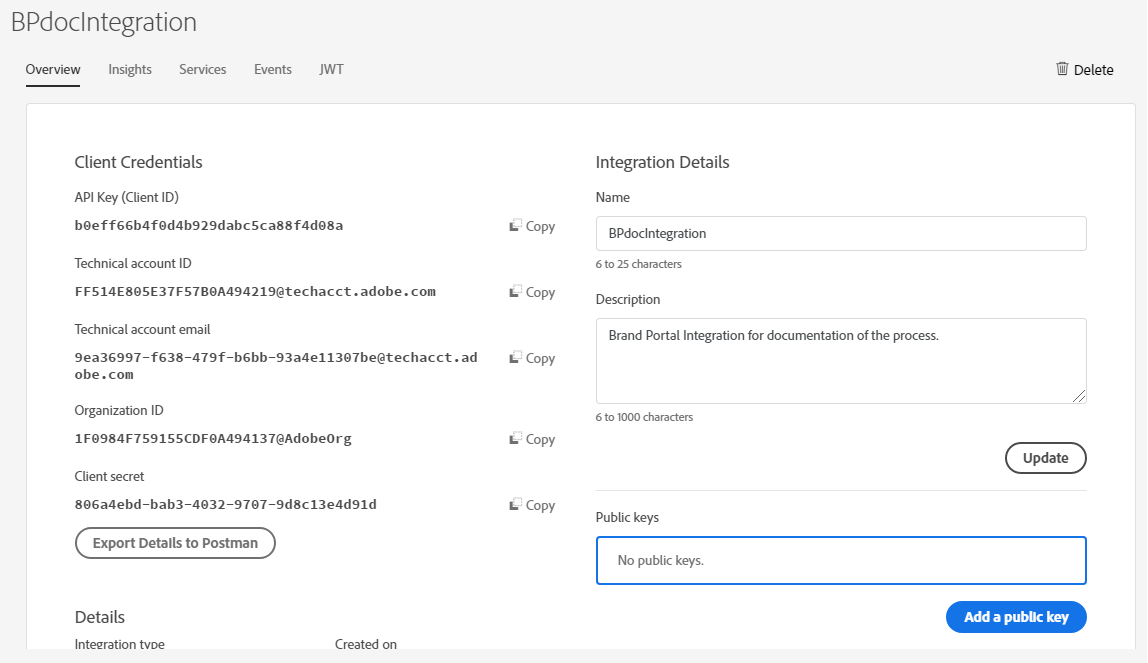 BPdocIntegration
Overview Insights Services Events JWT Delete
Client Credentials
API Key (Client ID)
b0eff66b4f0d4b929dabc5ca88f4d08a Copy
Technical account ID
FF514E805E37F57B0A494219@techacct.adobe.com Copy
Technical account email
9ea36997-f638-479f-b6bb-93a4e11307be@techacct.ad Copy
obe.com
Organization ID
1F0984F759155CDF0A494137@AdobeOrg Copy
Client secret
806a4ebd-bab3-4032-9707-9d8c13e4d91d Copy
Export Details to Postman
Details
Integration type Created on
Integration Details
Name
BPdocIntegration
6 to 25 characters
Description
Brand Portal Integration for documentation of the process.
6 to 1000 characters
Update
Public keys
No public keys.
Add a public key